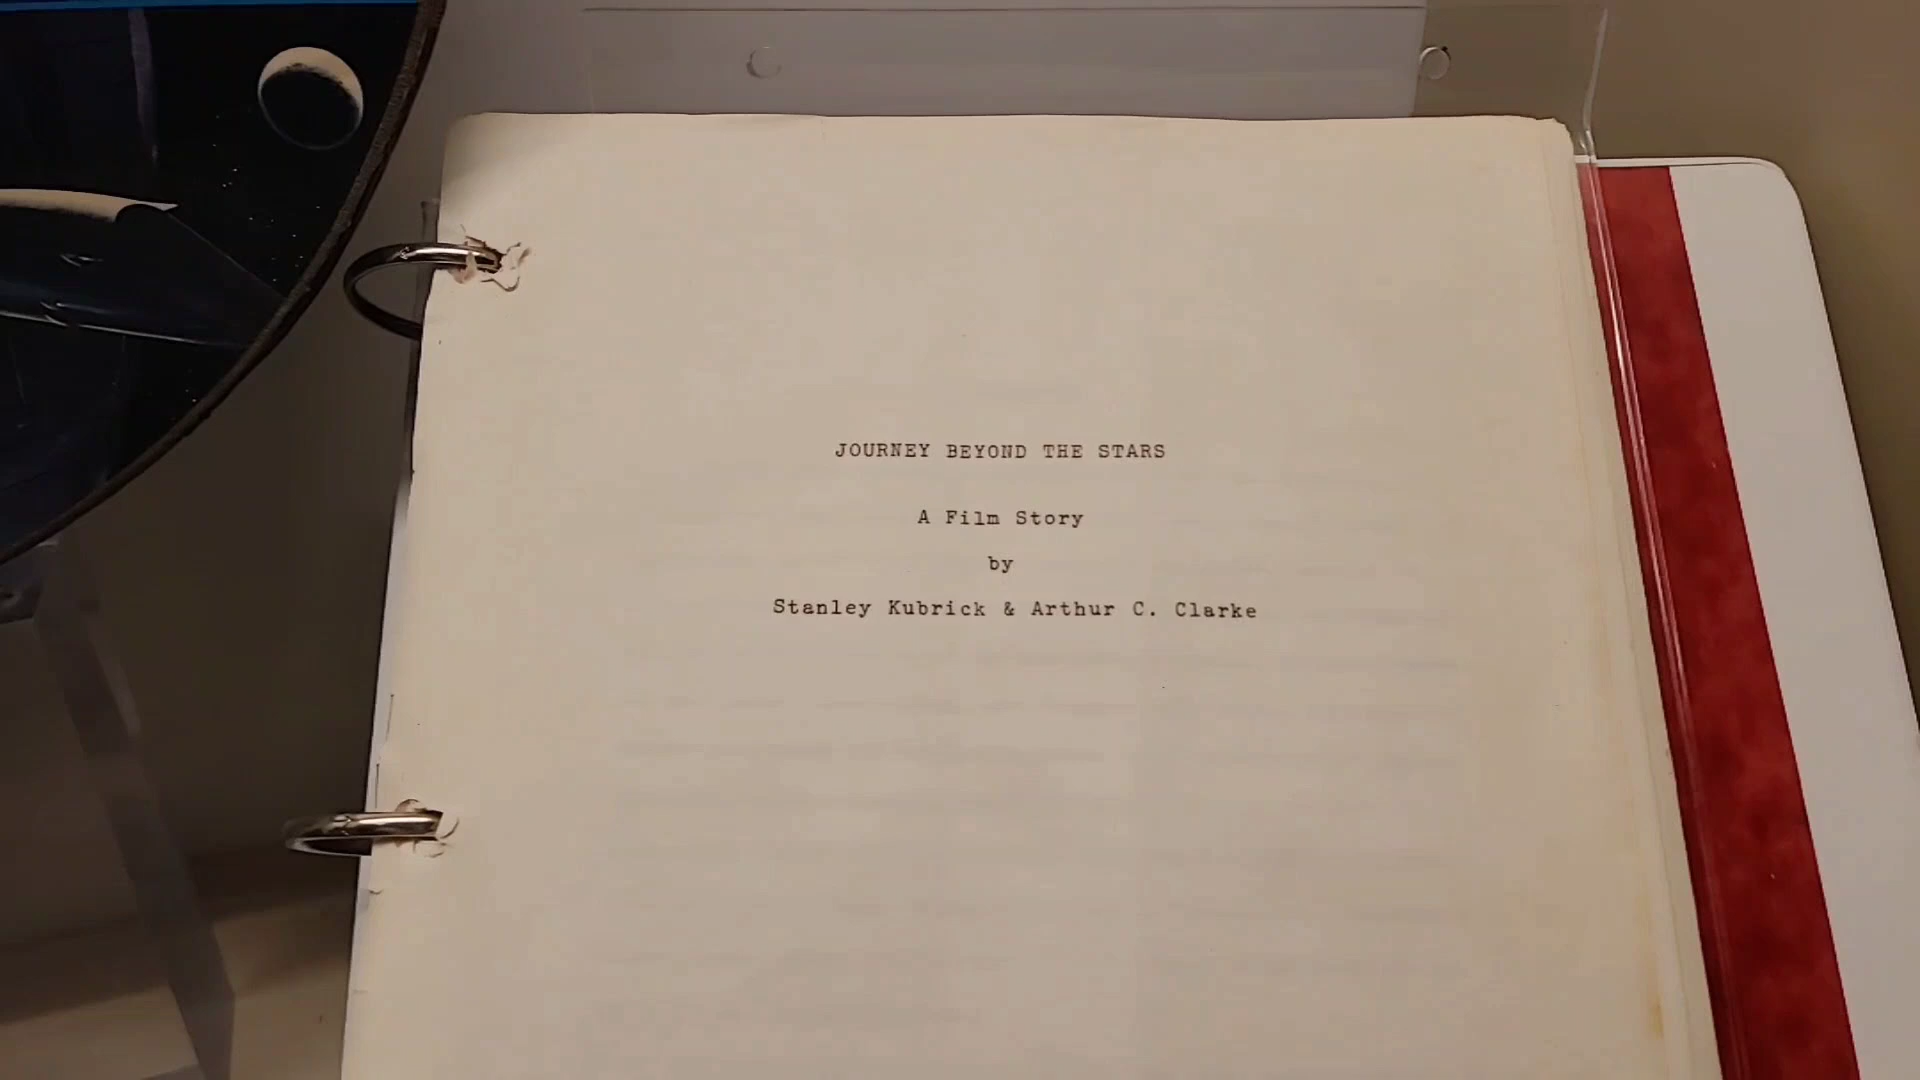 JOURNEY BEYOND THE STARS
A Film Story
by
Stanley Kubrick & Arthur C. Clarke